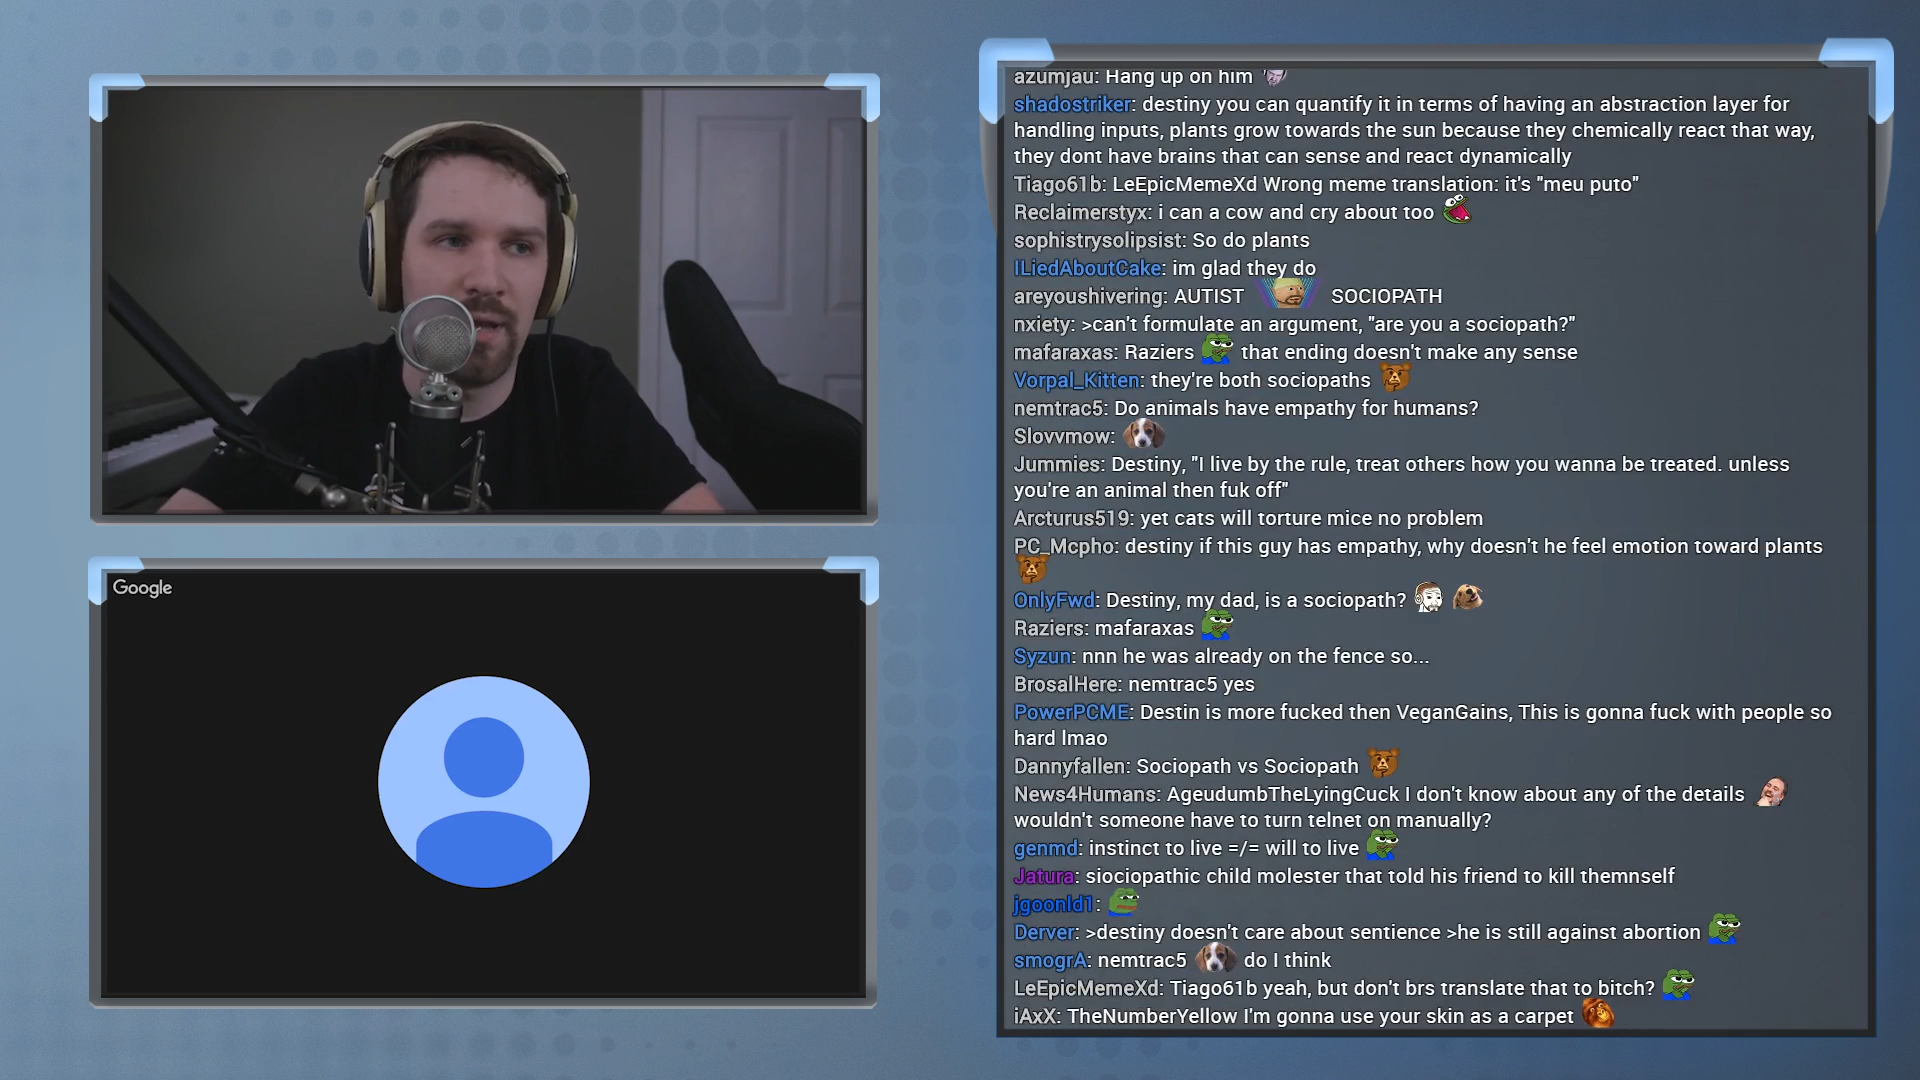 Google
azumjau: Hang up on him
shadostriker: destiny you can quantify it in terms of having an abstraction layer for
handling inputs, plants grow towards the sun because they chemically react that way,
they dont have brains that can sense and react dynamically
Tiago61b: LeEpicMemeXd Wrong meme translation: it's "meu puto"
Reclaimerstyx: i can a cow and cry about too
sophistrysolipsist: So do plants
ILiedAboutCake: im glad they do
areyoushivering: AUTIST SOCIOPATH
nxiety: >can't formulate an argument, "are you a sociopath?"
mafaraxas: Raziers that ending doesn't make any sense
Vorpal_Kitten: they're both sociopaths
nemtrac5: Do animals have empathy for humans?
Slovvmow:
Jummies: Destiny, "I live by the rule, treat others how you wanna be treated. unless
you're an animal then fuk off"
Arcturus519: yet cats will torture mice no problem
PC_Mcpho: destiny if this guy has empathy, why doesn't he feel emotion toward plants
OnlyFwd: Destiny, my dad, is a sociopath?
Raziers: mafaraxas
Syzun: nnn he was already on the fence so...
BrosalHere: nemtrac5 yes
PowerPCME: Destin is more fucked then VeganGains, This is gonna fuck with people so
hard lmao
Dannyfallen: Sociopath vs Sociopath
News4Humans: AgeudumbTheLyingCuck I don't know about any of the details
wouldn't someone have to turn telnet on manually?
genmd: instinct to live =/= will to live
Jatura: siociopathic child molester that told his friend to kill themnself
jgoonld1:
Derver: >destiny doesn't care about sentience >he is still against abortion
smogrA: nemtrac5 do I think
LeEpicMemeXd: Tiago61b yeah, but don't brs translate that to bitch?
iAxX: TheNumberYellow I'm gonna use your skin as a carpet